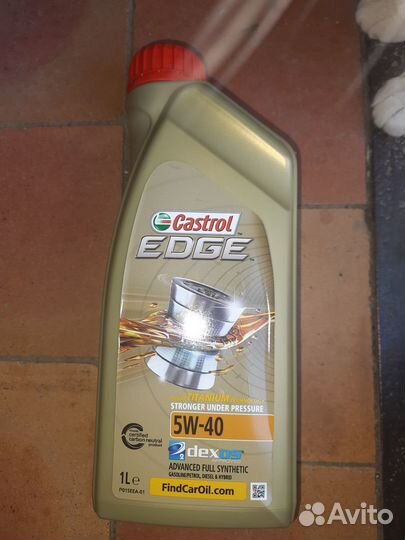 Castrol
EDGE
TITANIUM
STRONGER UNDER PRESSURE
5W-40
dexos
2
certified
carbon neutral
product
ADVANCED FULL SYNTHETIC
1L e
GASOLINE/PETROL, DIESEL & HYBRID
FindCarOil.com
Avito